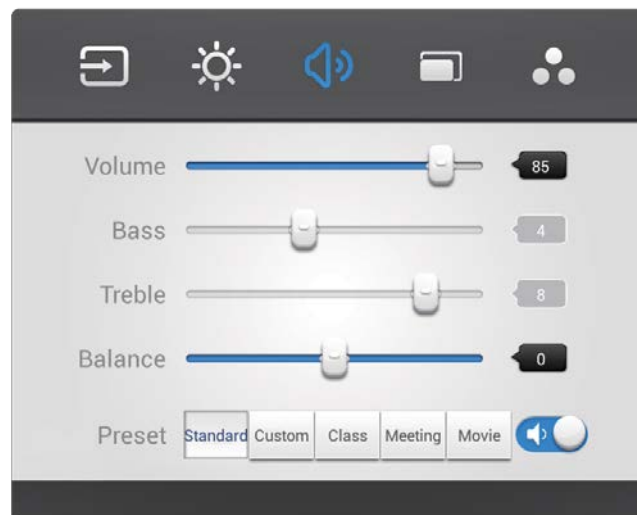 Volume 85
Bass 4
Treble 8
Balance 0
Preset Standard Custom Class Meeting Movie